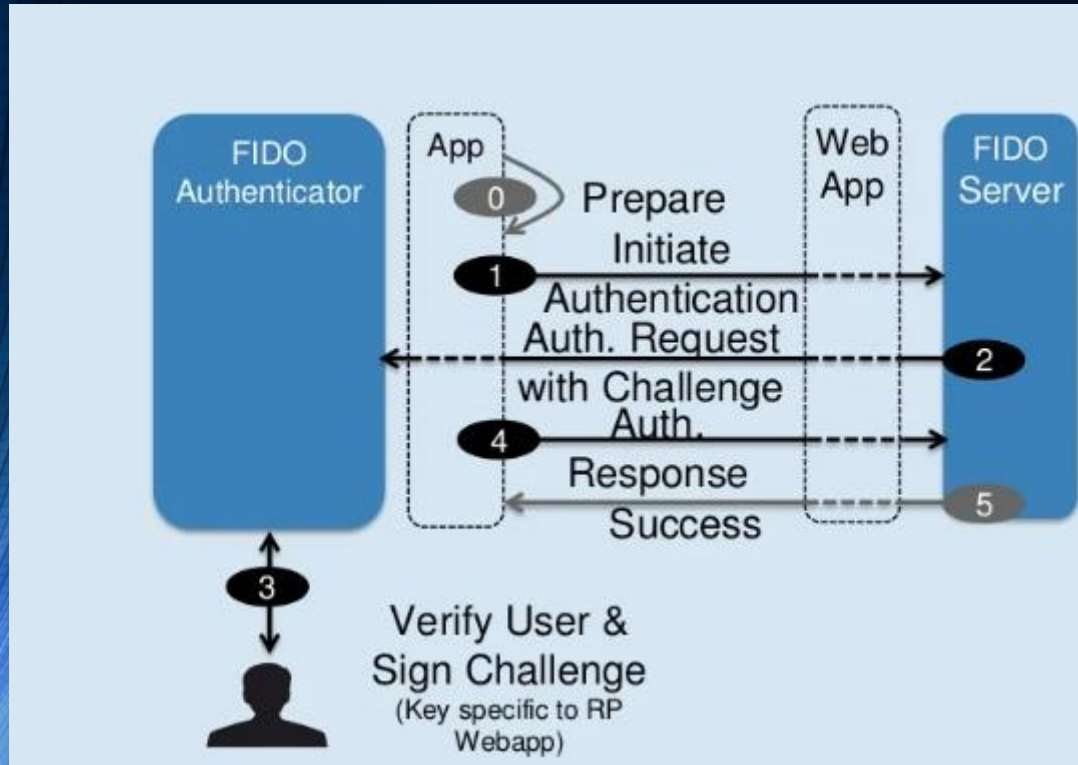 FIDO
Authenticator
App
Web
App
FIDO
Server
0
Prepare
1
Initiate
Authentication
Auth. Request
2
with Challenge
4
Auth.
Response
5
Success
3
Verify User &
Sign Challenge
(Key specific to RP
Webapp)